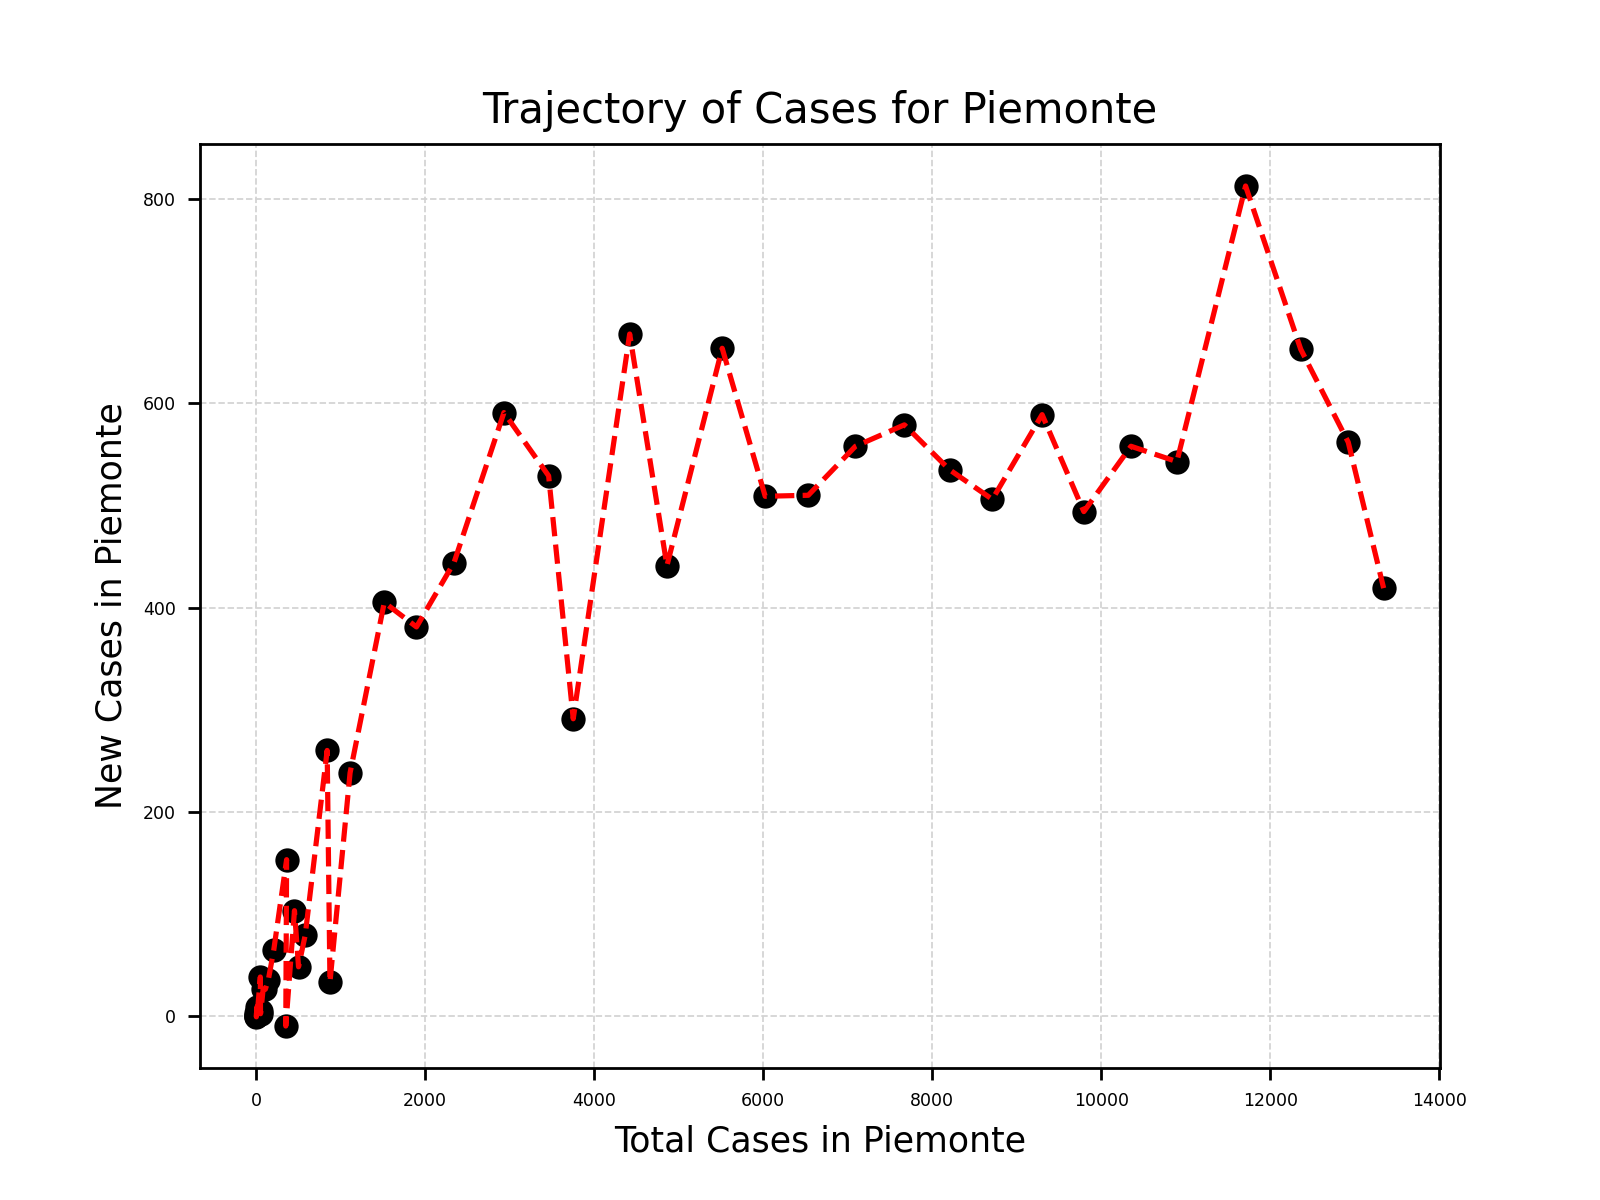 Trajectory of Cases for Piemonte
New Cases in Piemonte
800
600
400
200
0
0 2000 4000 6000 8000 10000 12000 14000
Total Cases in Piemonte